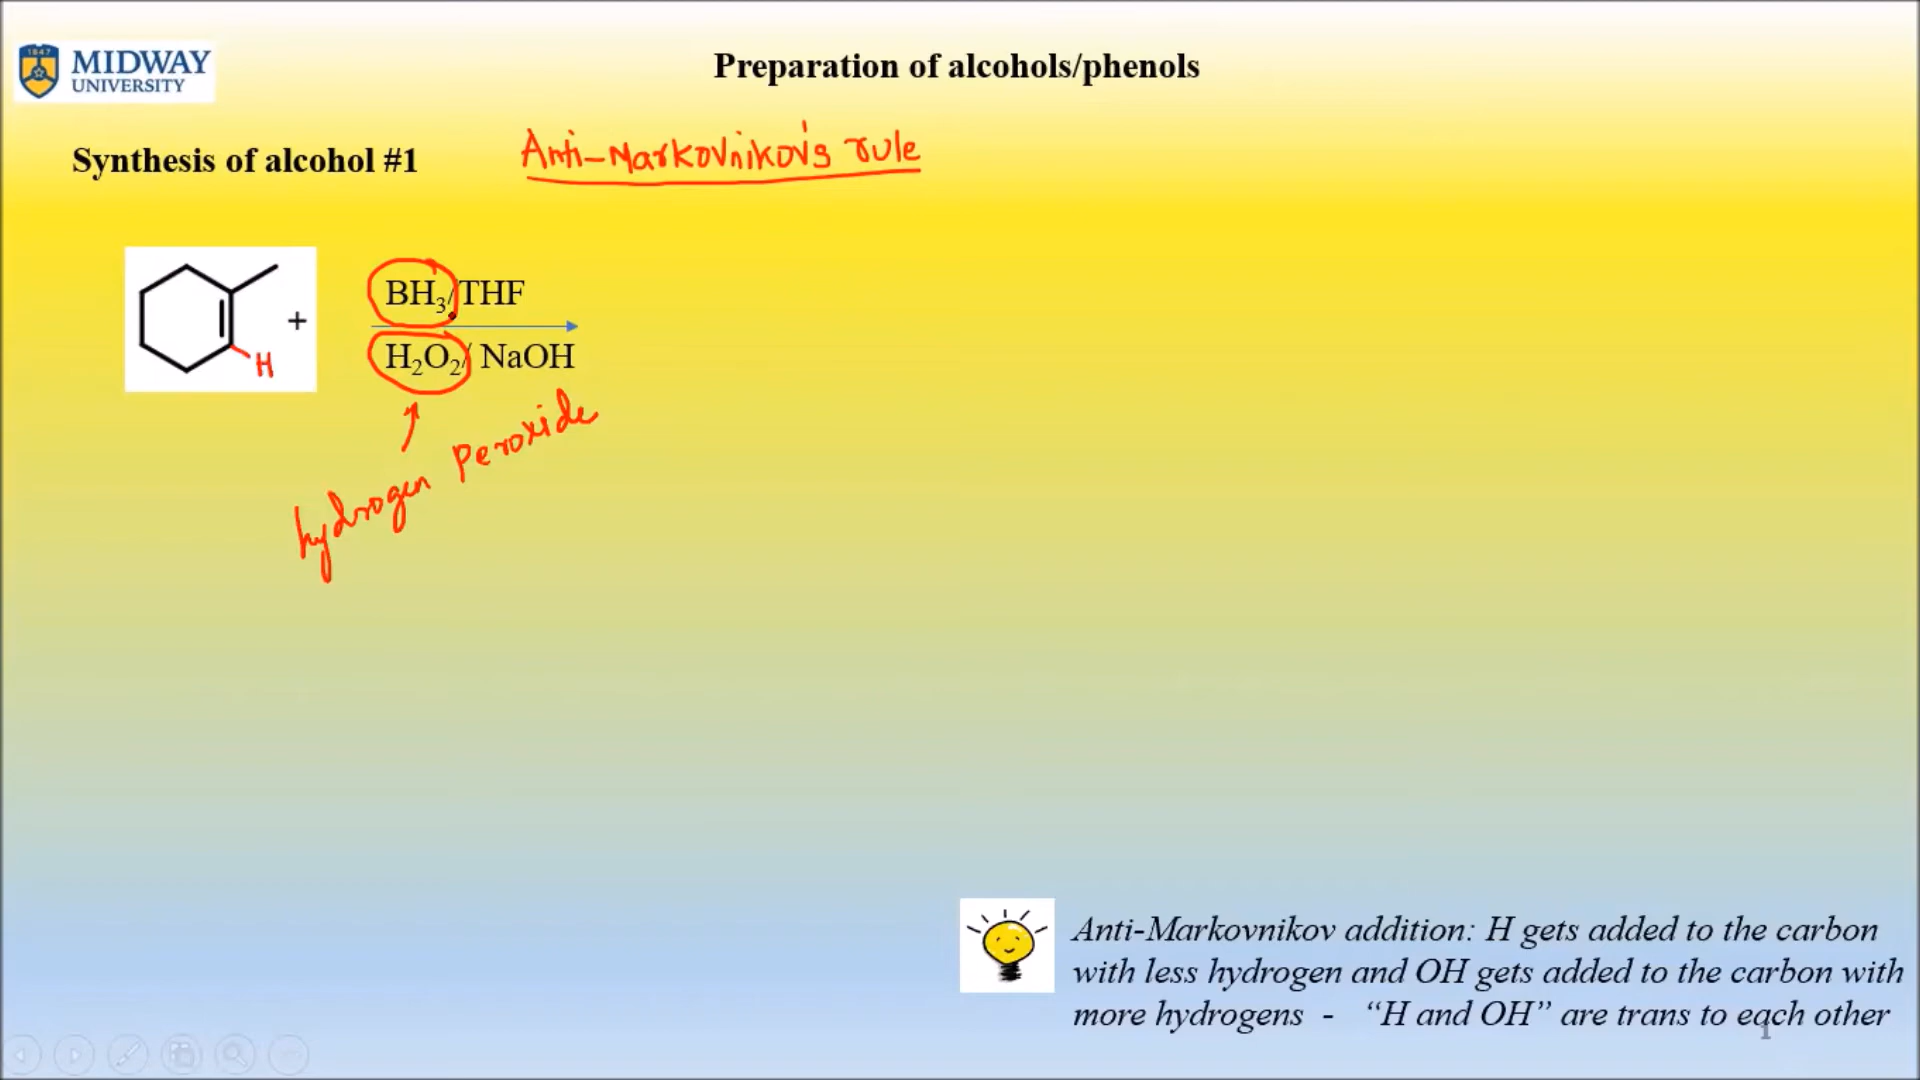 1847
MIDWAY
UNIVERSITY
Preparation of alcohols/phenols
Synthesis of alcohol #1
Anti-Markovnikov's rule
BH₃/THF
+
H₂O₂/ NaOH
H
hydrogen Peroxide
Anti-Markovnikov addition: H gets added to the carbon
with less hydrogen and OH gets added to the carbon with
more hydrogens - “H and OH” are trans to each other
1